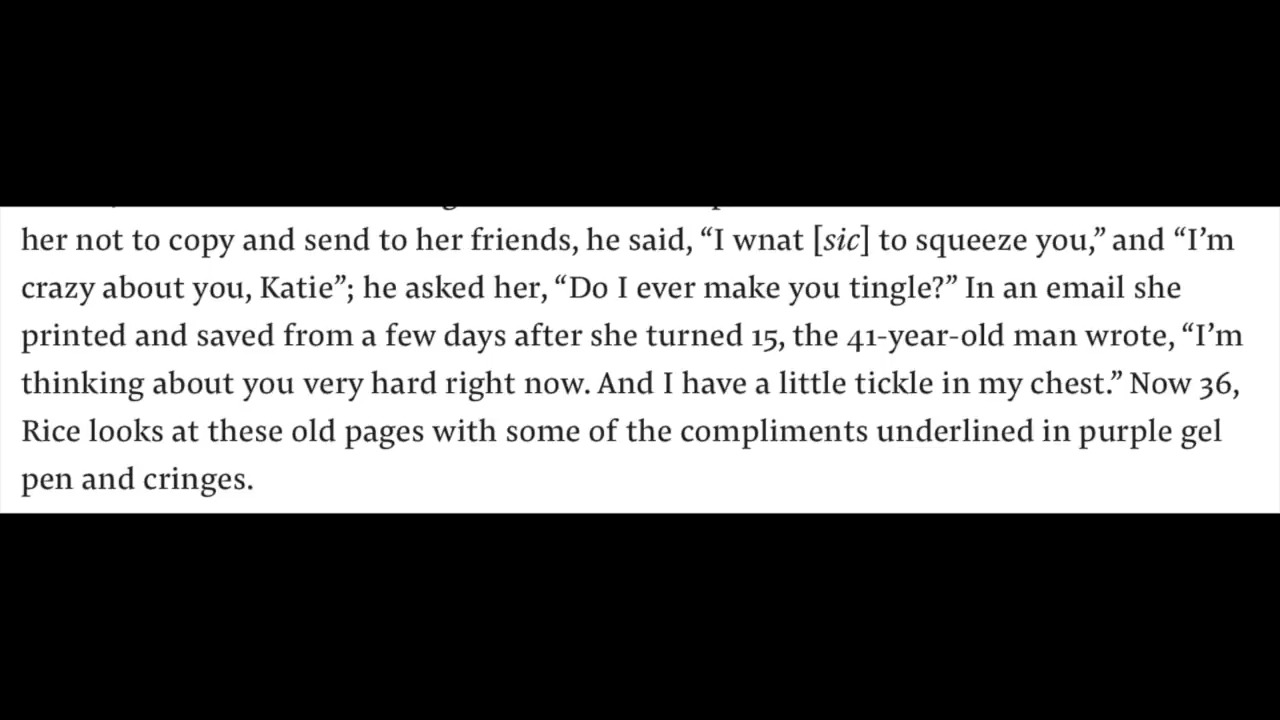 her not to copy and send to her friends, he said, “I wnat [sic] to squeeze you,” and “I’m
crazy about you, Katie”; he asked her, “Do I ever make you tingle?” In an email she
printed and saved from a few days after she turned 15, the 41-year-old man wrote, “I’m
thinking about you very hard right now. And I have a little tickle in my chest.” Now 36,
Rice looks at these old pages with some of the compliments underlined in purple gel
pen and cringes.